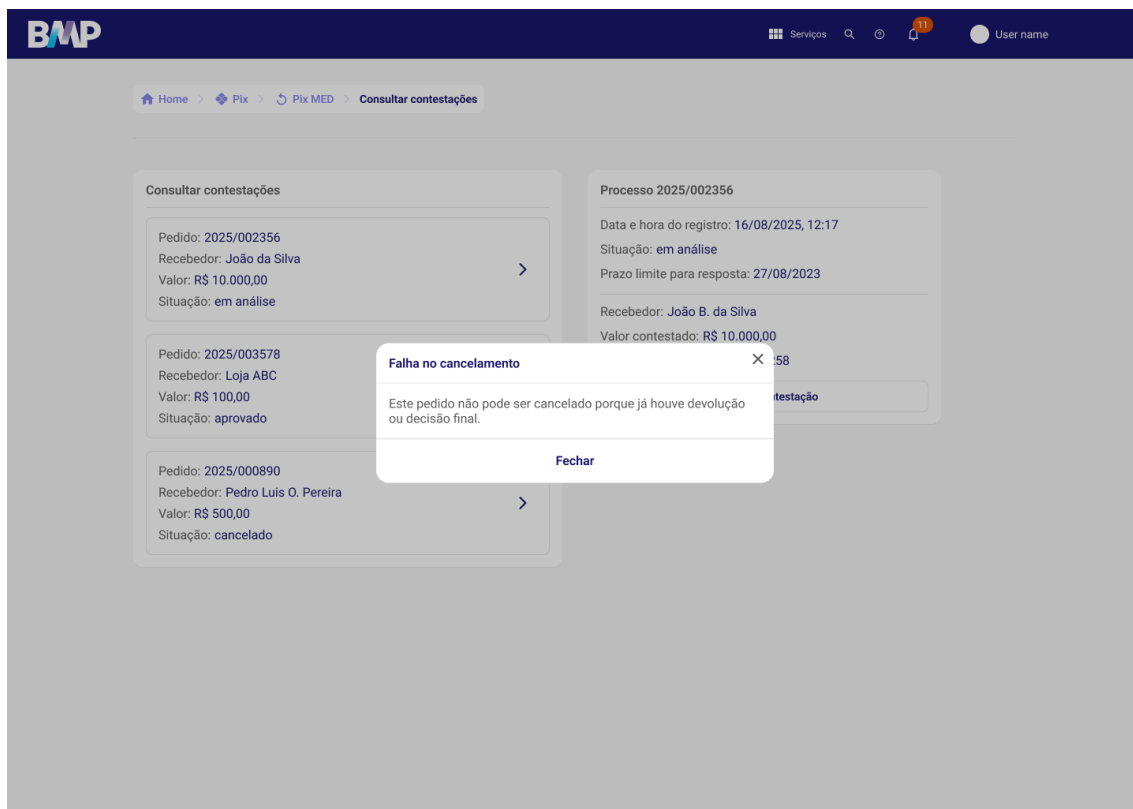 BMP
Serviços
11
User name
Home > Pix > Pix MED > Consultar contestações
Consultar contestações
Pedido: 2025/002356
Recebedor: João da Silva
Valor: R$ 10.000,00
Situação: em análise
Pedido: 2025/003578
Recebedor: Loja ABC
Valor: R$ 100,00
Situação: aprovado
Pedido: 2025/000890
Recebedor: Pedro Luis O. Pereira
Valor: R$ 500,00
Situação: cancelado
Processo 2025/002356
Data e hora do registro: 16/08/2025, 12:17
Situação: em análise
Prazo limite para resposta: 27/08/2023
Recebedor: João B. da Silva
Valor contestado: R$ 10.000,00
:58
Falha no cancelamento
Este pedido não pode ser cancelado porque já houve devolução
ou decisão final.
Fechar